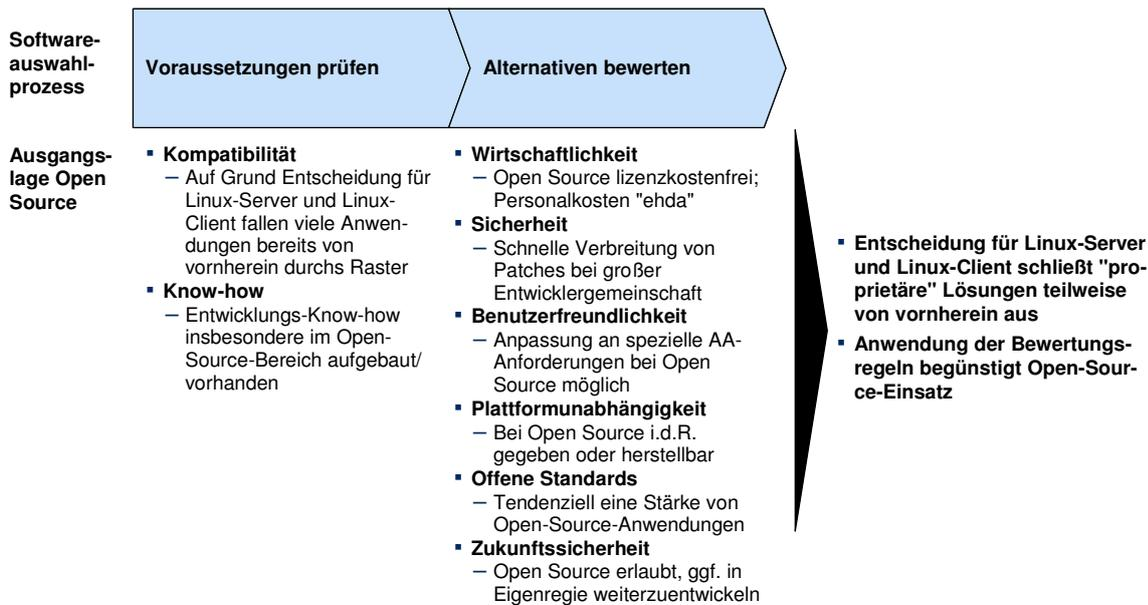 Software-
auswahl-
prozess
Voraussetzungen prüfen
Alternativen bewerten
Ausgangs-
lage Open
Source
▪ Kompatibilität
– Auf Grund Entscheidung für
Linux-Server und Linux-
Client fallen viele Anwen-
dungen bereits von
vornherein durchs Raster
▪ Know-how
– Entwicklungs-Know-how
insbesondere im Open-
Source-Bereich aufgebaut/
vorhanden
▪ Wirtschaftlichkeit
– Open Source lizenzkostenfrei;
Personalkosten "ehda"
▪ Sicherheit
– Schnelle Verbreitung von
Patches bei großer
Entwicklergemeinschaft
▪ Benutzerfreundlichkeit
– Anpassung an spezielle AA-
Anforderungen bei Open
Source möglich
▪ Plattformunabhängigkeit
– Bei Open Source i.d.R.
gegeben oder herstellbar
▪ Offene Standards
– Tendenziell eine Stärke von
Open-Source-Anwendungen
▪ Zukunftssicherheit
– Open Source erlaubt, ggf. in
Eigenregie weiterzuentwickeln
▪ Entscheidung für Linux-Server
und Linux-Client schließt "pro-
prietäre" Lösungen teilweise
von vornherein aus
▪ Anwendung der Bewertungs-
regeln begünstigt Open-Sour-
ce-Einsatz